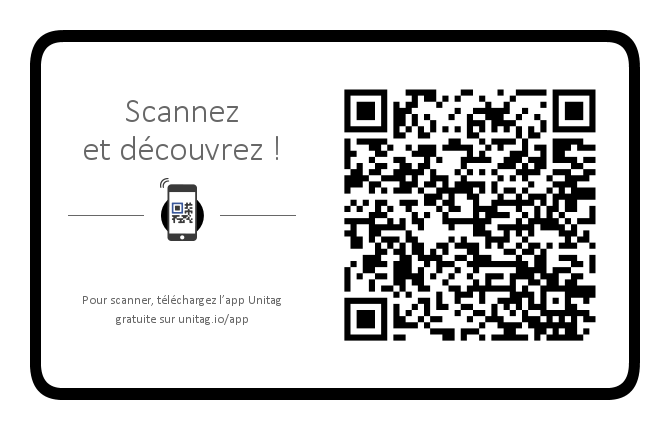 Scannez
et découvrez !
Pour scanner, téléchargez l'app Unitag
gratuite sur unitag.io/app